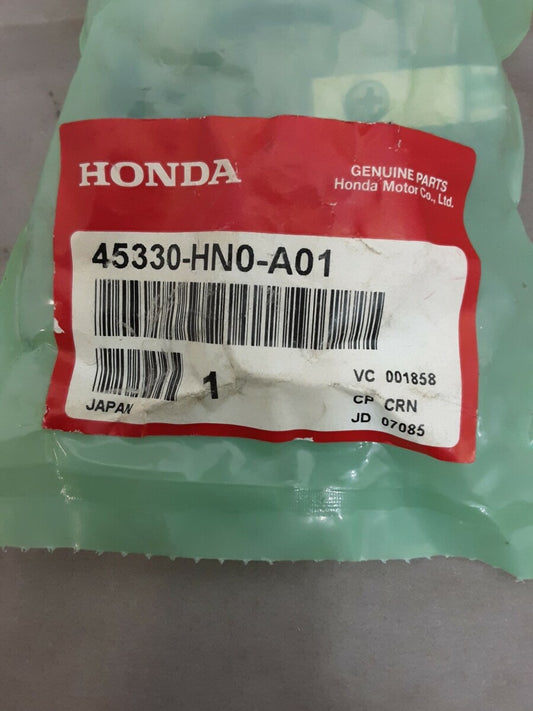 HONDA
GENUINE PARTS
Honda Motor Co., Ltd.
45330-HN0-A01
1
VC 001858
CP CRN
JD 07085
JAPAN